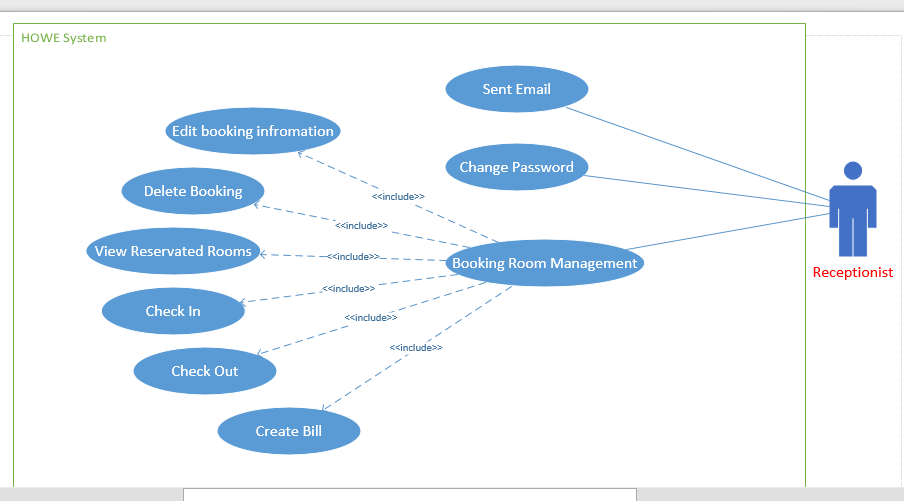 HOWE System
Sent Email
Edit booking infromation
Change Password
Delete Booking
<<include>>
<<include>>
View Reservated Rooms
<<include>>
Booking Room Management
Receptionist
<<include>>
Check In
<<include>>
<<include>>
Check Out
Create Bill